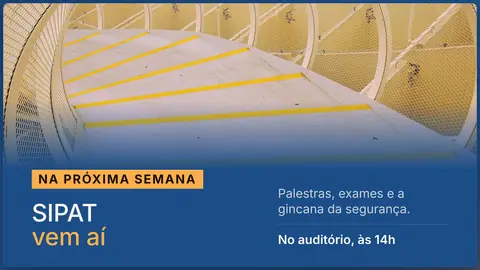 NA PRÓXIMA SEMANA
SIPAT
vem aí
Palestras, exames e a
gincana da segurança.
No auditório, às 14h